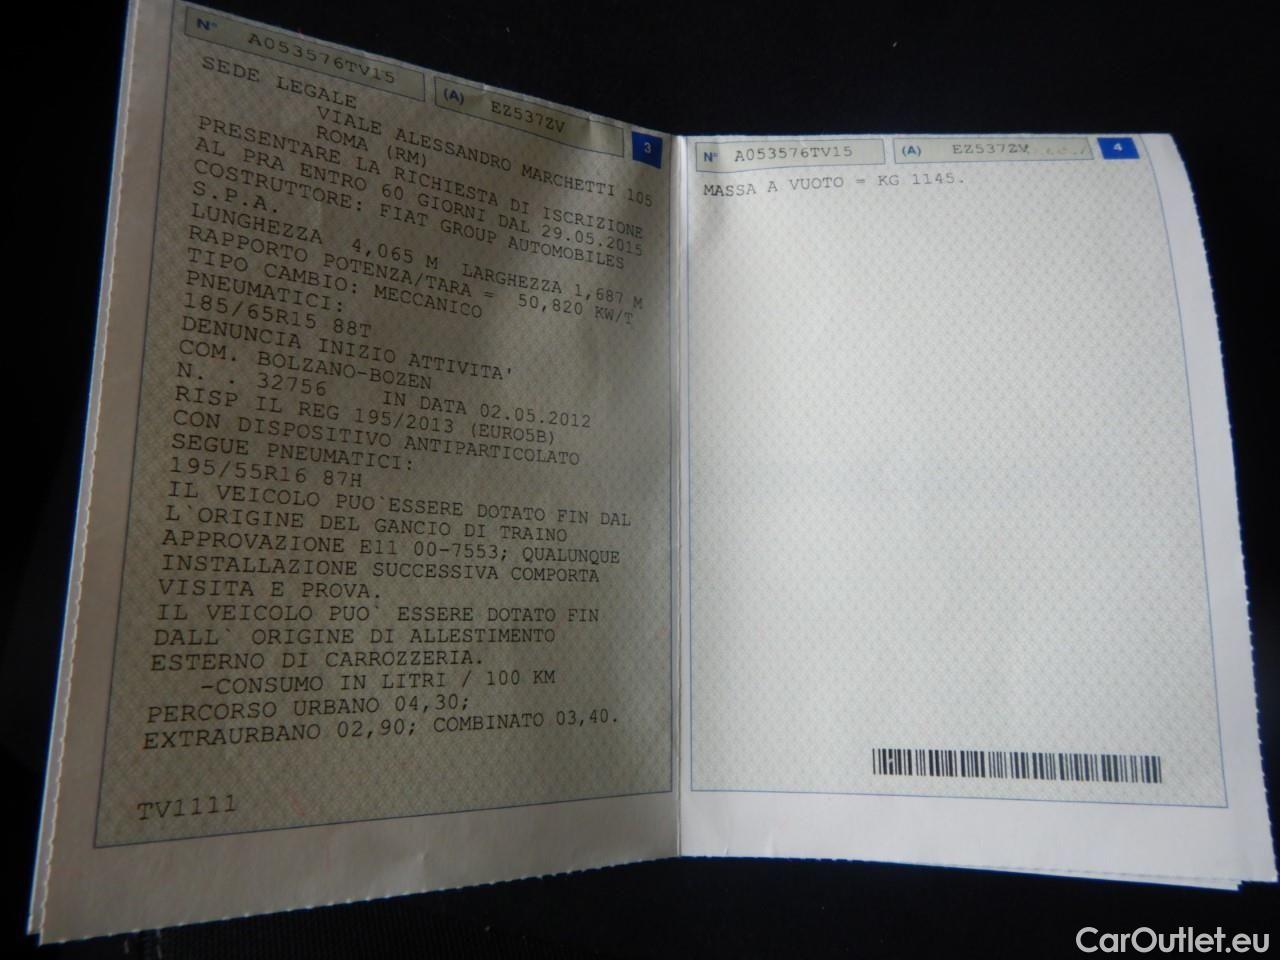 N° A053576TV15 (A) EZ537ZV 3
SEDE LEGALE
VIALE ALESSANDRO MARCHETTI 105
ROMA (RM)
PRESENTARE LA RICHIESTA DI ISCRIZIONE
AL PRA ENTRO 60 GIORNI DAL 29.05.2015
COSTRUTTORE: FIAT GROUP AUTOMOBILES
S.P.A.
LUNGHEZZA 4,065 M LARGHEZZA 1,687 M
RAPPORTO POTENZA/TARA = 50,820 KW/T
TIPO CAMBIO: MECCANICO
PNEUMATICI:
185/65R15 88T
DENUNCIA INIZIO ATTIVITA'
COM. BOLZANO-BOZEN
N. . 32756 IN DATA 02.05.2012
RISP IL REG 195/2013 (EURO5B)
CON DISPOSITIVO ANTIPARTICOLATO
SEGUE PNEUMATICI:
195/55R16 87H
IL VEICOLO PUO`ESSERE DOTATO FIN DAL
L`ORIGINE DEL GANCIO DI TRAINO
APPROVAZIONE E11 00-7553; QUALUNQUE
INSTALLAZIONE SUCCESSIVA COMPORTA
VISITA E PROVA.
IL VEICOLO PUO` ESSERE DOTATO FIN
DALL` ORIGINE DI ALLESTIMENTO
ESTERNO DI CARROZZERIA.
-CONSUMO IN LITRI / 100 KM
PERCORSO URBANO 04,30;
EXTRAURBANO 02,90; COMBINATO 03,40.
TV1111
N° A053576TV15 (A) EZ537ZV 4
MASSA A VUOTO = KG 1145.
CarOutlet.eu